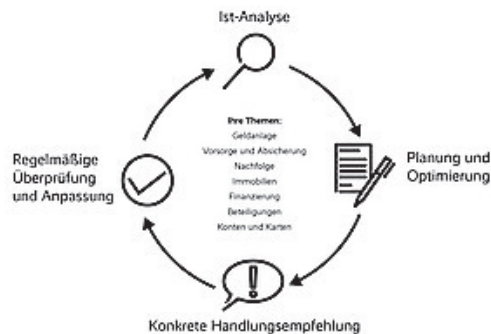 Ist-Analyse
Ihre Themen:
Geldanlage
Vorsorge und Absicherung
Nachfolge
Immobilien
Finanzierung
Beteiligungen
Konten und Karten
Planung und
Optimierung
Konkrete Handlungsempfehlung
Regelmäßige
Überprüfung
und Anpassung